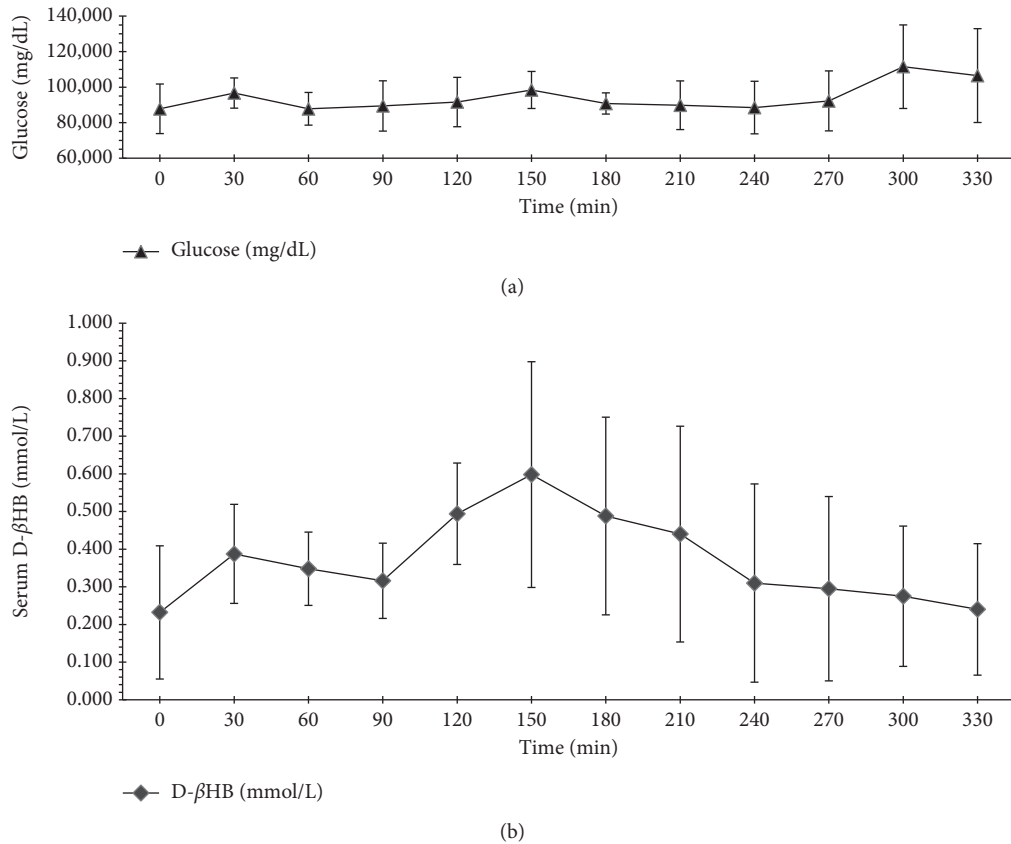 Glucose (mg/dL)
140,000
120,000
100,000
80,000
60,000
0 30 60 90 120 150 180 210 240 270 300 330
Time (min)
Glucose (mg/dL)
(a)
Serum D-βHB (mmol/L)
1.000
0.900
0.800
0.700
0.600
0.500
0.400
0.300
0.200
0.100
0.000
0 30 60 90 120 150 180 210 240 270 300 330
Time (min)
D-βHB (mmol/L)
(b)